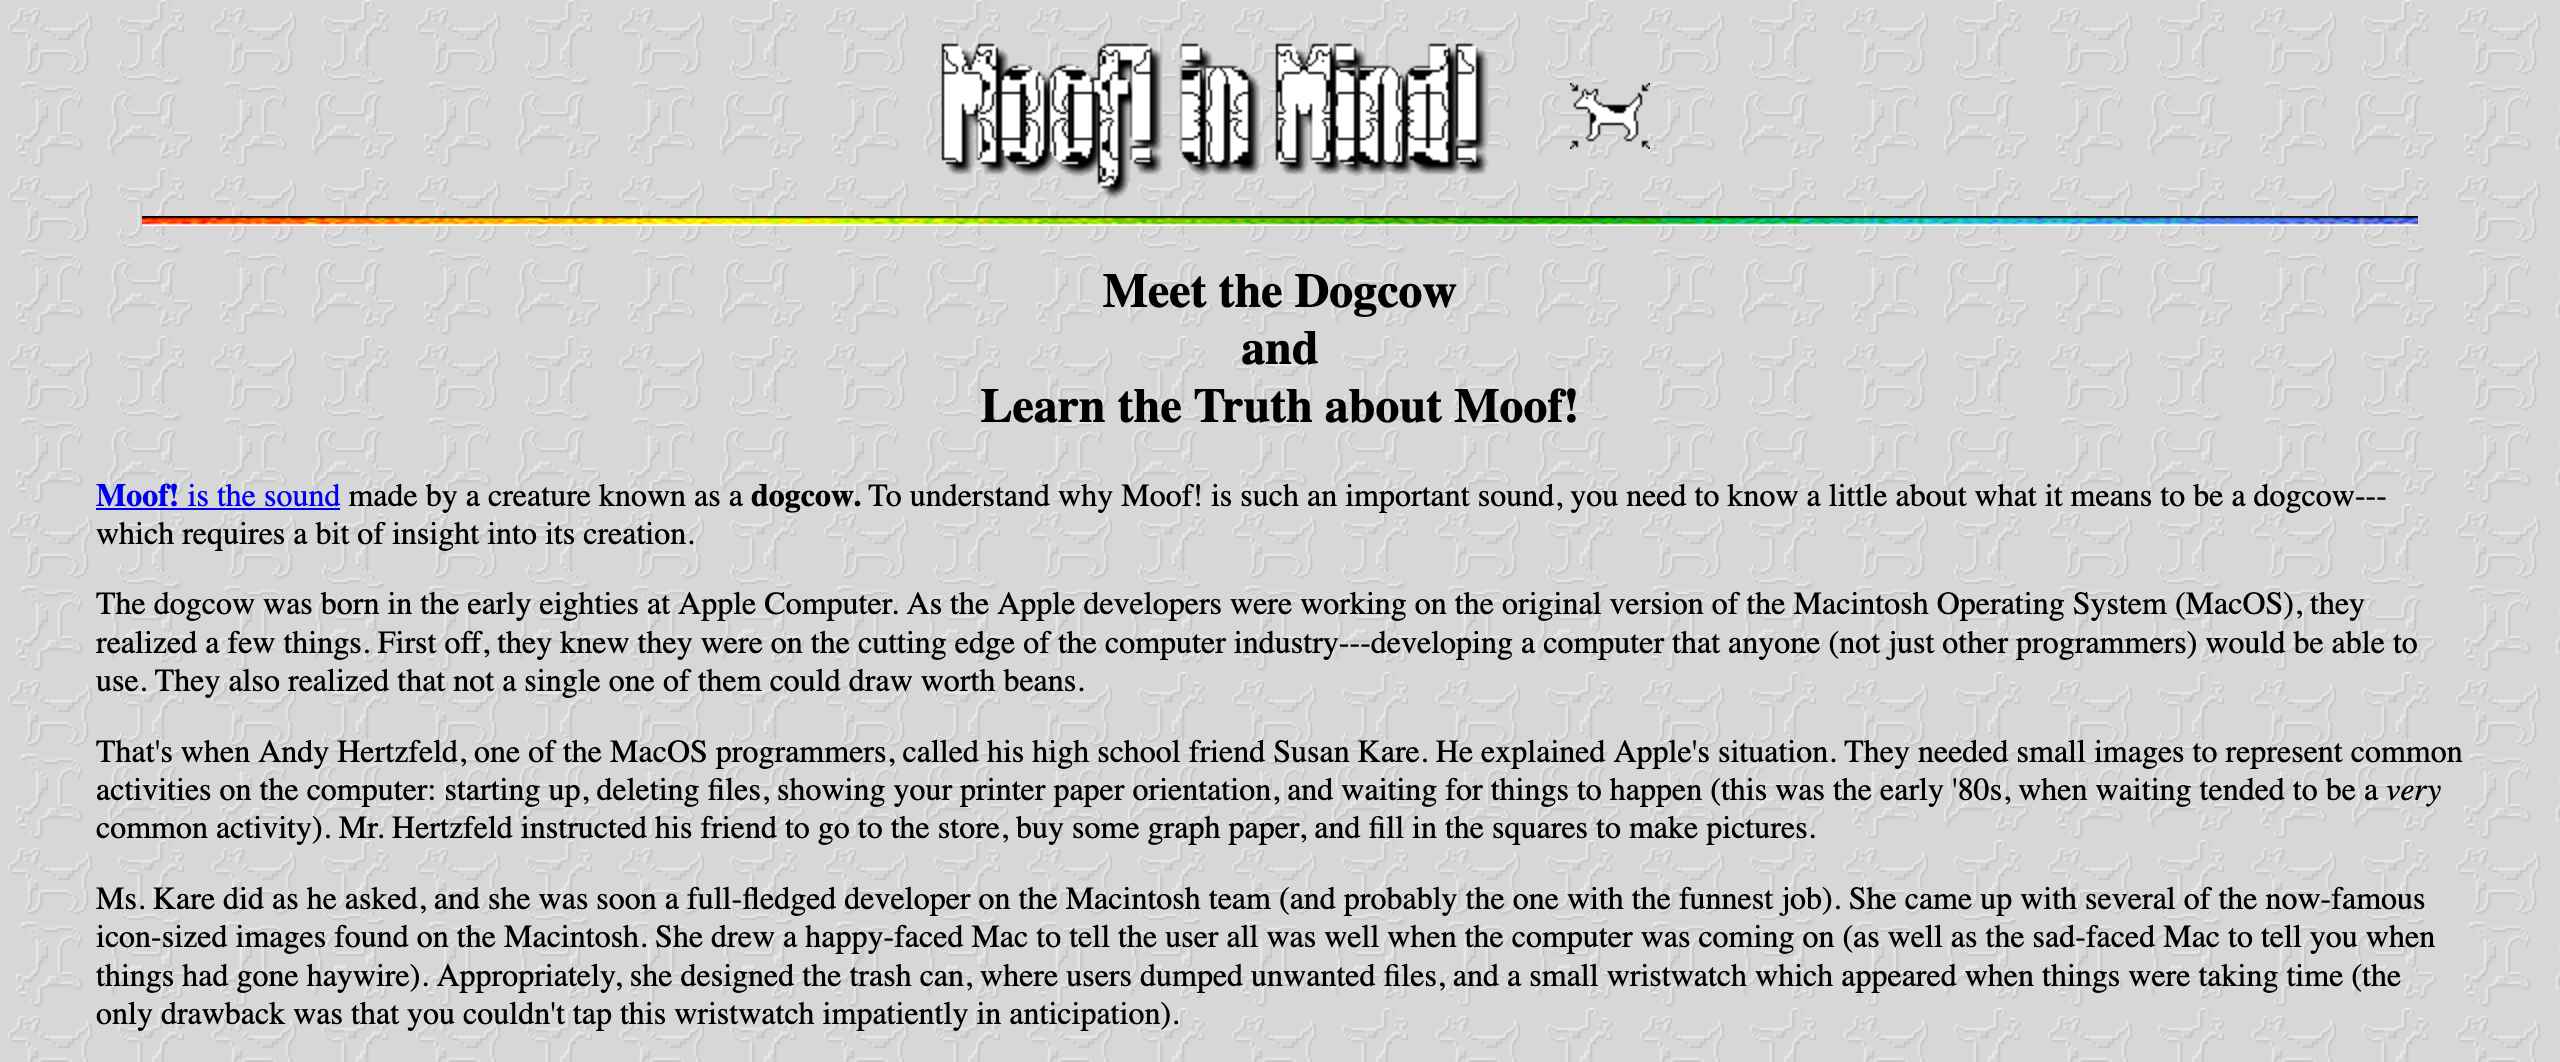 Moof! in Mind!
Meet the Dogcow
and
Learn the Truth about Moof!
Moof! is the sound made by a creature known as a dogcow. To understand why Moof! is such an important sound, you need to know a little about what it means to be a dogcow---
which requires a bit of insight into its creation.
The dogcow was born in the early eighties at Apple Computer. As the Apple developers were working on the original version of the Macintosh Operating System (MacOS), they
realized a few things. First off, they knew they were on the cutting edge of the computer industry---developing a computer that anyone (not just other programmers) would be able to
use. They also realized that not a single one of them could draw worth beans.
That's when Andy Hertzfeld, one of the MacOS programmers, called his high school friend Susan Kare. He explained Apple's situation. They needed small images to represent common
activities on the computer: starting up, deleting files, showing your printer paper orientation, and waiting for things to happen (this was the early '80s, when waiting tended to be a very
common activity). Mr. Hertzfeld instructed his friend to go to the store, buy some graph paper, and fill in the squares to make pictures.
Ms. Kare did as he asked, and she was soon a full-fledged developer on the Macintosh team (and probably the one with the funnest job). She came up with several of the now-famous
icon-sized images found on the Macintosh. She drew a happy-faced Mac to tell the user all was well when the computer was coming on (as well as the sad-faced Mac to tell you when
things had gone haywire). Appropriately, she designed the trash can, where users dumped unwanted files, and a small wristwatch which appeared when things were taking time (the
only drawback was that you couldn't tap this wristwatch impatiently in anticipation).